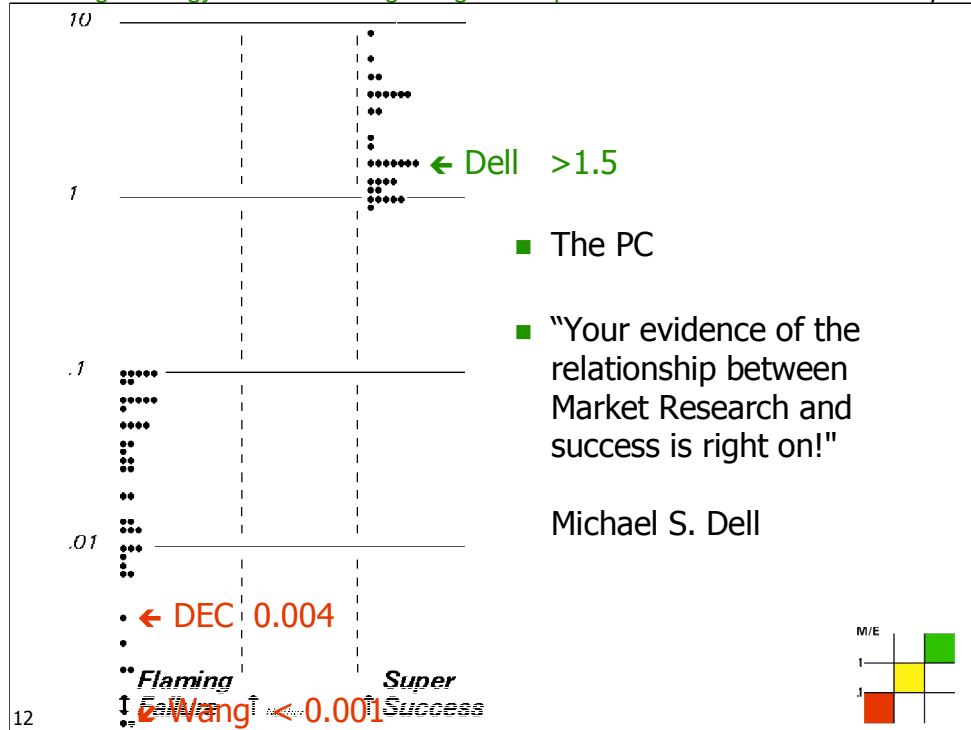 10
← Dell >1.5
1
■ The PC
■ “Your evidence of the
relationship between
Market Research and
success is right on!"
Michael S. Dell
.1
.01
← DEC 0.004
Flaming
Failure
Super
Success
Wang < 0.001
M/E
1
.1
12